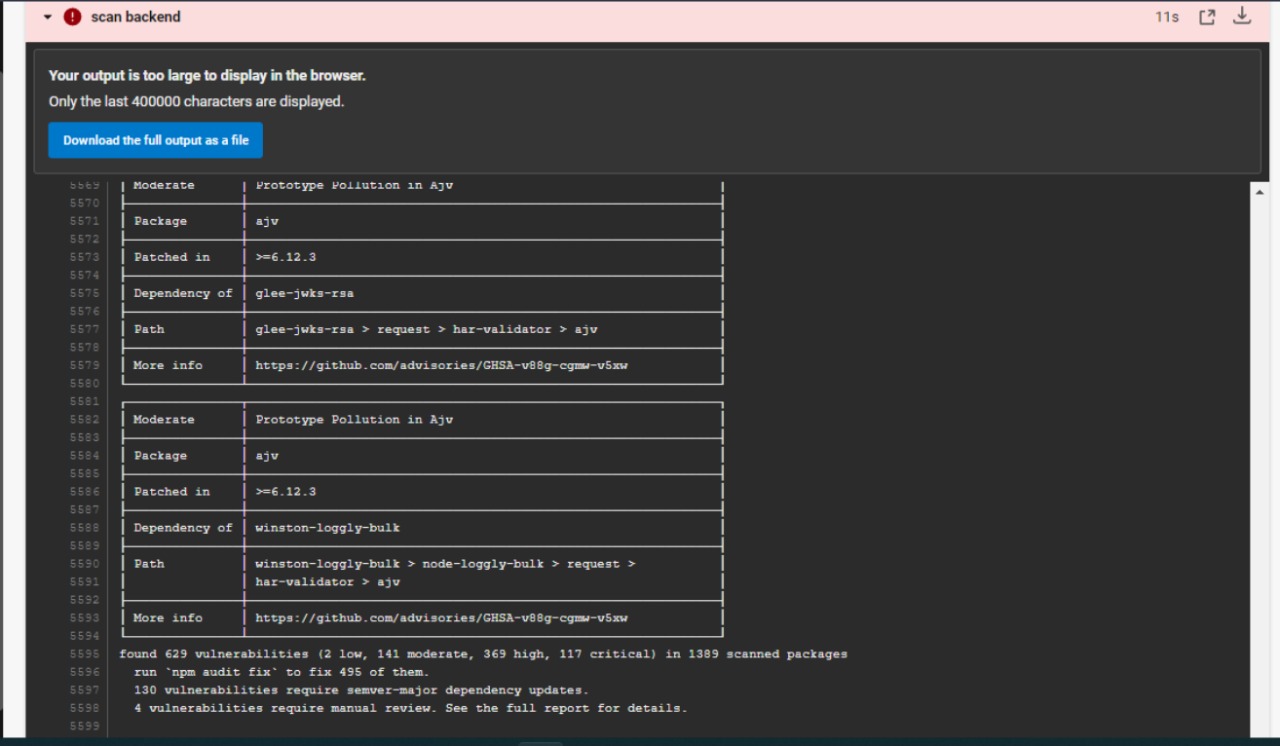 scan backend
11s
Your output is too large to display in the browser.
Only the last 400000 characters are displayed.
Download the full output as a file
5569 Moderate Prototype Pollution in Ajv
5570
5571 Package ajv
5572
5573 Patched in >=6.12.3
5574
5575 Dependency of glee-jwks-rsa
5576
5577 Path glee-jwks-rsa > request > har-validator > ajv
5578
5579 More info https://github.com/advisories/GHSA-v88g-cgmw-v5xw
5580
5581
5582 Moderate Prototype Pollution in Ajv
5583
5584 Package ajv
5585
5586 Patched in >=6.12.3
5587
5588 Dependency of winston-loggly-bulk
5589
5590 Path winston-loggly-bulk > node-loggly-bulk > request >
5591 har-validator > ajv
5592
5593 More info https://github.com/advisories/GHSA-v88g-cgmw-v5xw
5594
5595 found 629 vulnerabilities (2 low, 141 moderate, 369 high, 117 critical) in 1389 scanned packages
5596 run `npm audit fix` to fix 495 of them.
5597 130 vulnerabilities require semver-major dependency updates.
5598 4 vulnerabilities require manual review. See the full report for details.
5599